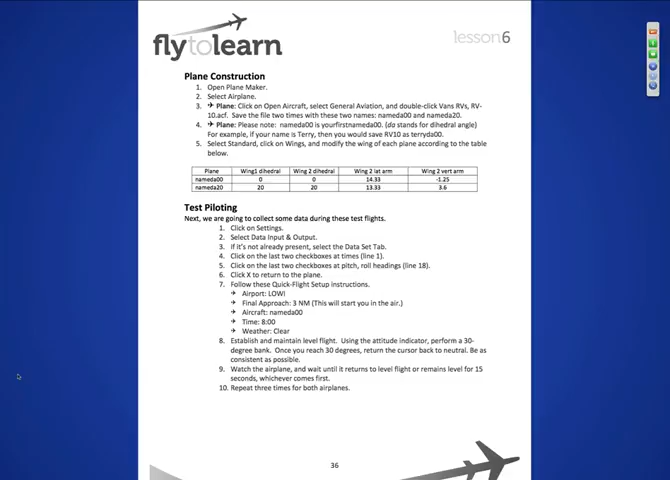 flytolearn
lesson6
Plane Construction
1. Open Plane Maker.
2. Select Airplane.
3. ✈ Plane: Click on Open Aircraft, select General Aviation, and double-click Vans RVs, RV-
10.acf. Save the file two times with these two names: nameda00 and nameda20.
4. ✈ Plane: Please note: nameda00 is yourfirstnameda00. (da stands for dihedral angle)
For example, if your name is Terry, then you would save RV10 as terryda00.
5. Select Standard, click on Wings, and modify the wing of each plane according to the table
below.
Plane Wing1 dihedral Wing 2 dihedral Wing 2 lat arm Wing 2 vert arm
nameda00 0 0 14.33 -1.25
nameda20 20 20 13.33 3.6
Test Piloting
Next, we are going to collect some data during these test flights.
1. Click on Settings.
2. Select Data Input & Output.
3. If it's not already present, select the Data Set Tab.
4. Click on the last two checkboxes at times (line 1).
5. Click on the last two checkboxes at pitch, roll headings (line 18).
6. Click X to return to the plane.
7. Follow these Quick-Flight Setup instructions.
✈ Airport: LOWI
✈ Final Approach: 3 NM (This will start you in the air.)
✈ Aircraft: nameda00
✈ Time: 8:00
✈ Weather: Clear
8. Establish and maintain level flight. Using the attitude indicator, perform a 30-
degree bank. Once you reach 30 degrees, return the cursor back to neutral. Be as
consistent as possible.
9. Watch the airplane, and wait until it returns to level flight or remains level for 15
seconds, whichever comes first.
10. Repeat three times for both airplanes.
36